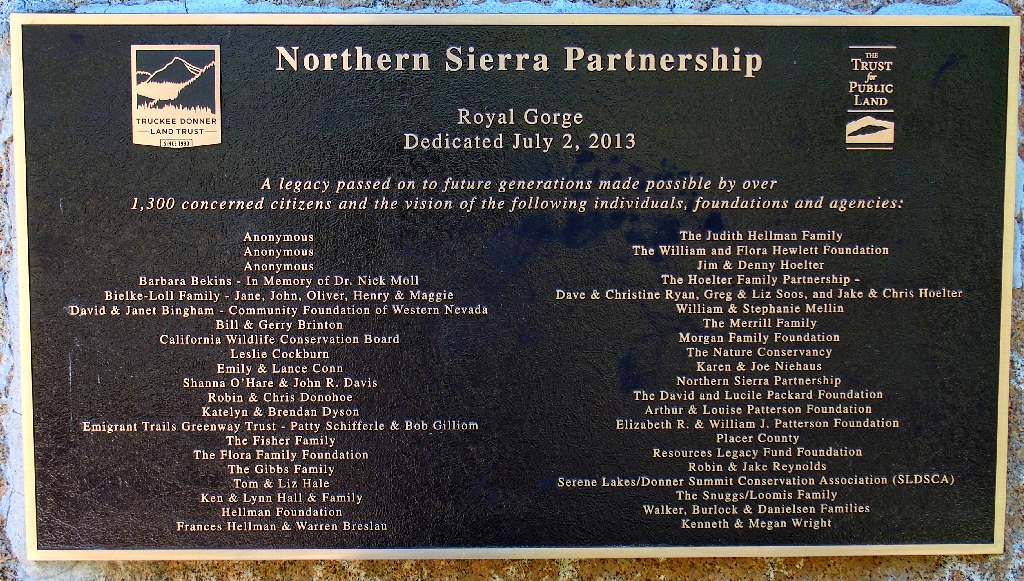 Northern Sierra Partnership
TRUCKEE DONNER
LAND TRUST
SINCE 1990
THE
TRUST
for
PUBLIC
LAND
Royal Gorge
Dedicated July 2, 2013
A legacy passed on to future generations made possible by over
1,300 concerned citizens and the vision of the following individuals, foundations and agencies:
Anonymous
Anonymous
Anonymous
Barbara Bekins - In Memory of Dr. Nick Moll
Bielke-Loll Family - Jane, John, Oliver, Henry & Maggie
David & Janet Bingham - Community Foundation of Western Nevada
Bill & Gerry Brinton
California Wildlife Conservation Board
Leslie Cockburn
Emily & Lance Conn
Shanna O'Hare & John R. Davis
Robin & Chris Donohoe
Katelyn & Brendan Dyson
Emigrant Trails Greenway Trust - Patty Schifferle & Bob Gilliom
The Fisher Family
The Flora Family Foundation
The Gibbs Family
Tom & Liz Hale
Ken & Lynn Hall & Family
Hellman Foundation
Frances Hellman & Warren Breslau
The Judith Hellman Family
The William and Flora Hewlett Foundation
Jim & Denny Hoelter
The Hoelter Family Partnership -
Dave & Christine Ryan, Greg & Liz Soos, and Jake & Chris Hoelter
William & Stephanie Mellin
The Merrill Family
Morgan Family Foundation
The Nature Conservancy
Karen & Joe Niehaus
Northern Sierra Partnership
The David and Lucile Packard Foundation
Arthur & Louise Patterson Foundation
Elizabeth R. & William J. Patterson Foundation
Placer County
Resources Legacy Fund Foundation
Robin & Jake Reynolds
Serene Lakes/Donner Summit Conservation Association (SLDSCA)
The Snuggs/Loomis Family
Walker, Burlock & Danielsen Families
Kenneth & Megan Wright